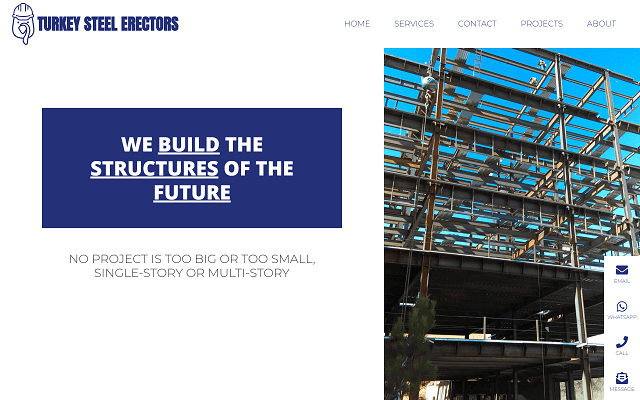 TURKEY STEEL ERECTORS
HOME
SERVICES
CONTACT
PROJECTS
ABOUT
WE BUILD THE
STRUCTURES OF THE
FUTURE
NO PROJECT IS TOO BIG OR TOO SMALL,
SINGLE-STORY OR MULTI-STORY
EMAIL
WHATSAPP
CALL
MESSAGE